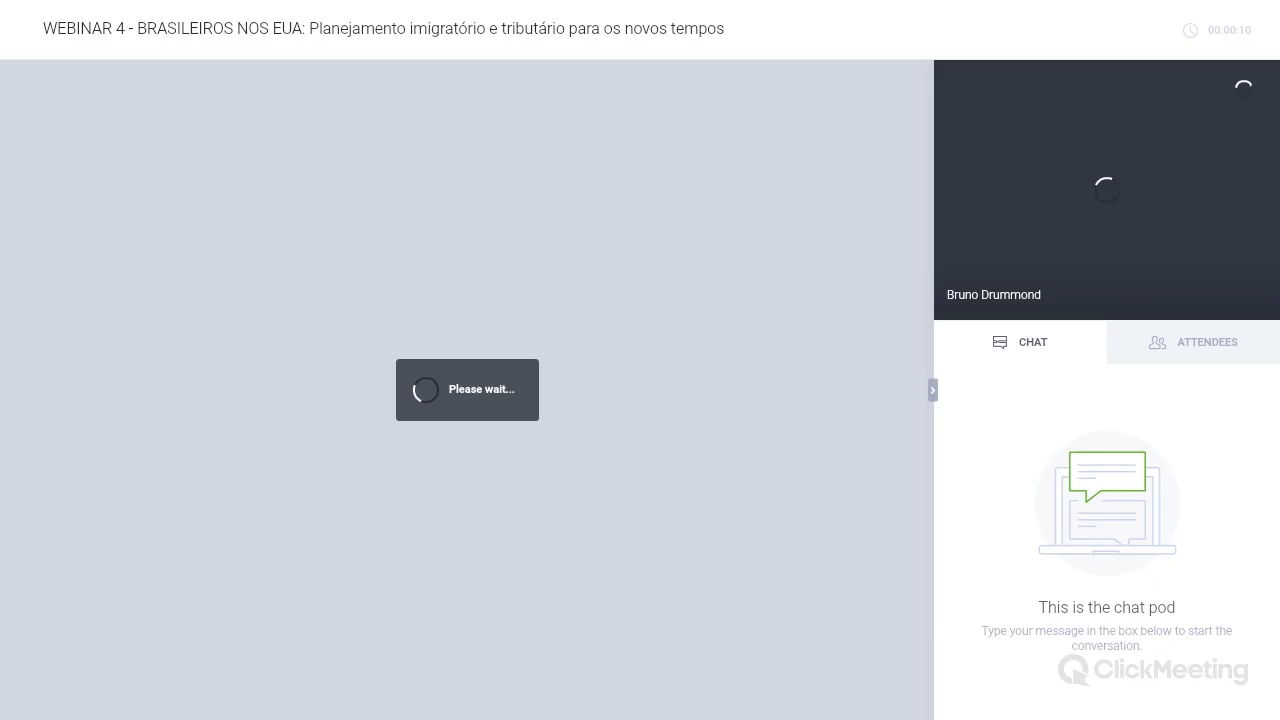 WEBINAR 4 - BRASILEIROS NOS EUA: Planejamento imigratório e tributário para os novos tempos
00:00:10
Bruno Drummond
CHAT
ATTENDEES
Please wait...
This is the chat pod
Type your message in the box below to start the
conversation.
ClickMeeting